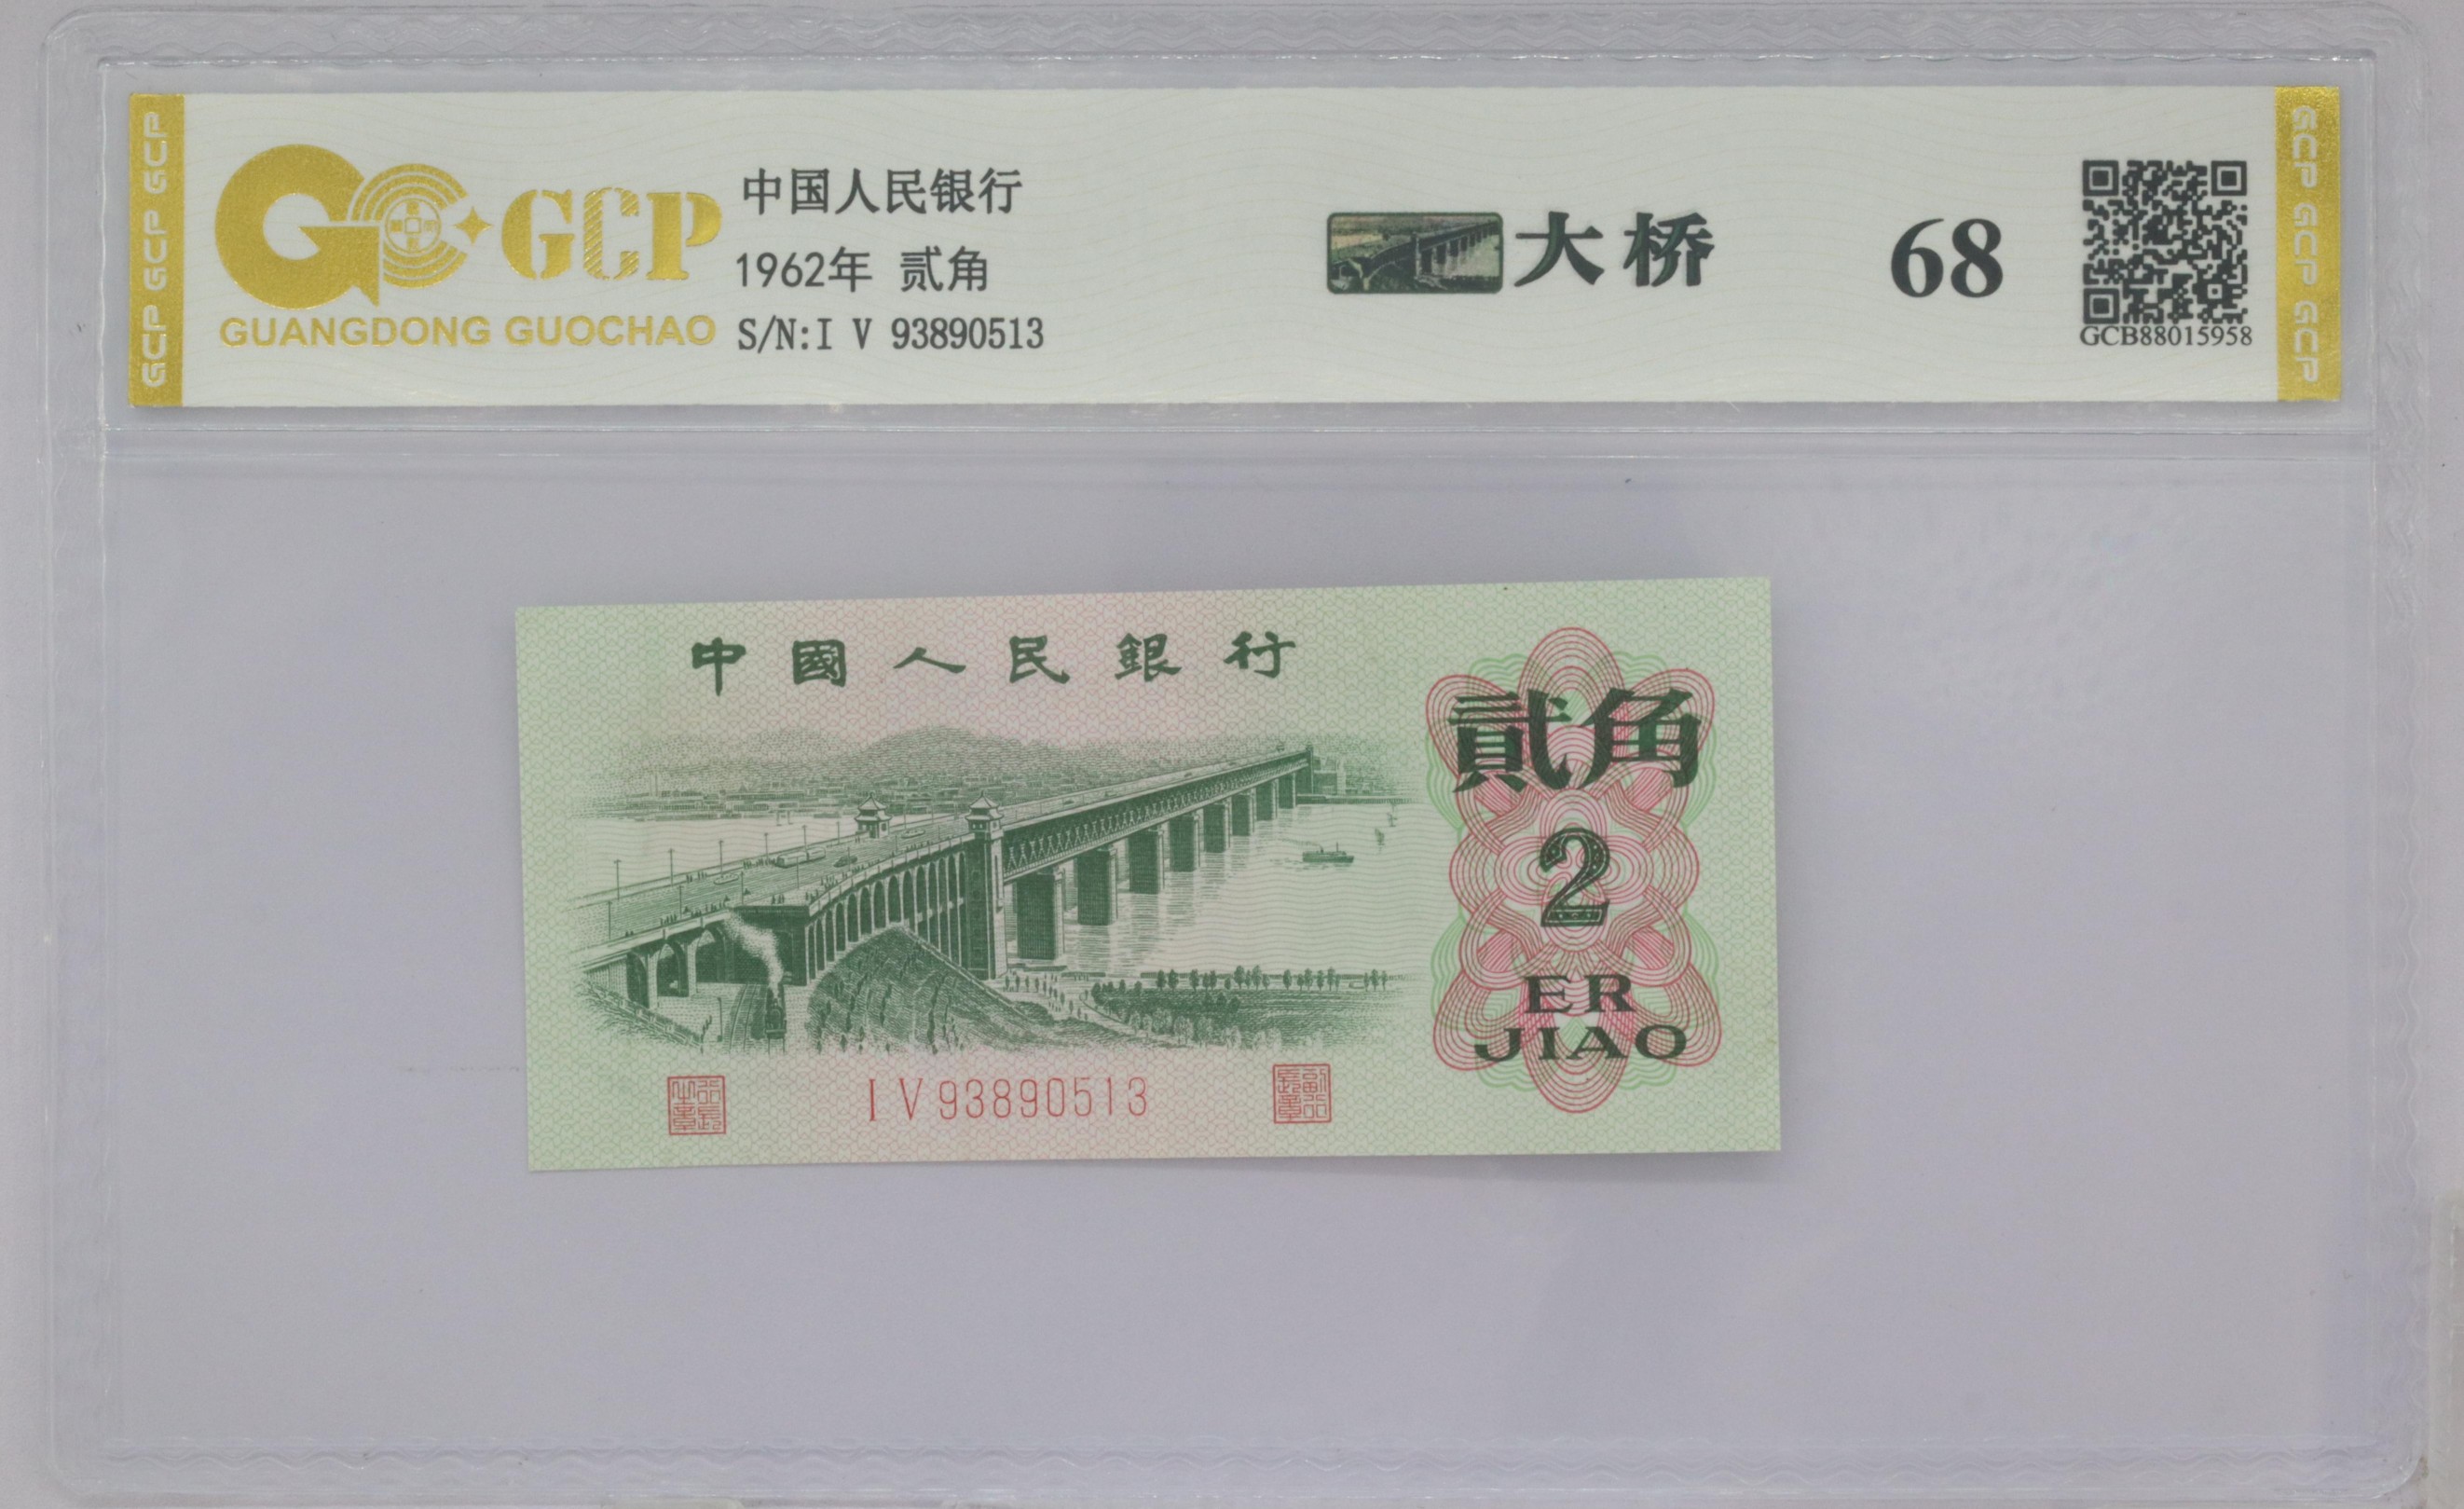 GCP GCP GCP
GCP
GUANGDONG GUOCHAO
中国人民银行
1962年 贰角
S/N:I V 93890513
大桥
68
GCB88015958
GCP GCP GCP
中國人民銀行
貳角
2
ER
JIAO
I V 93890513